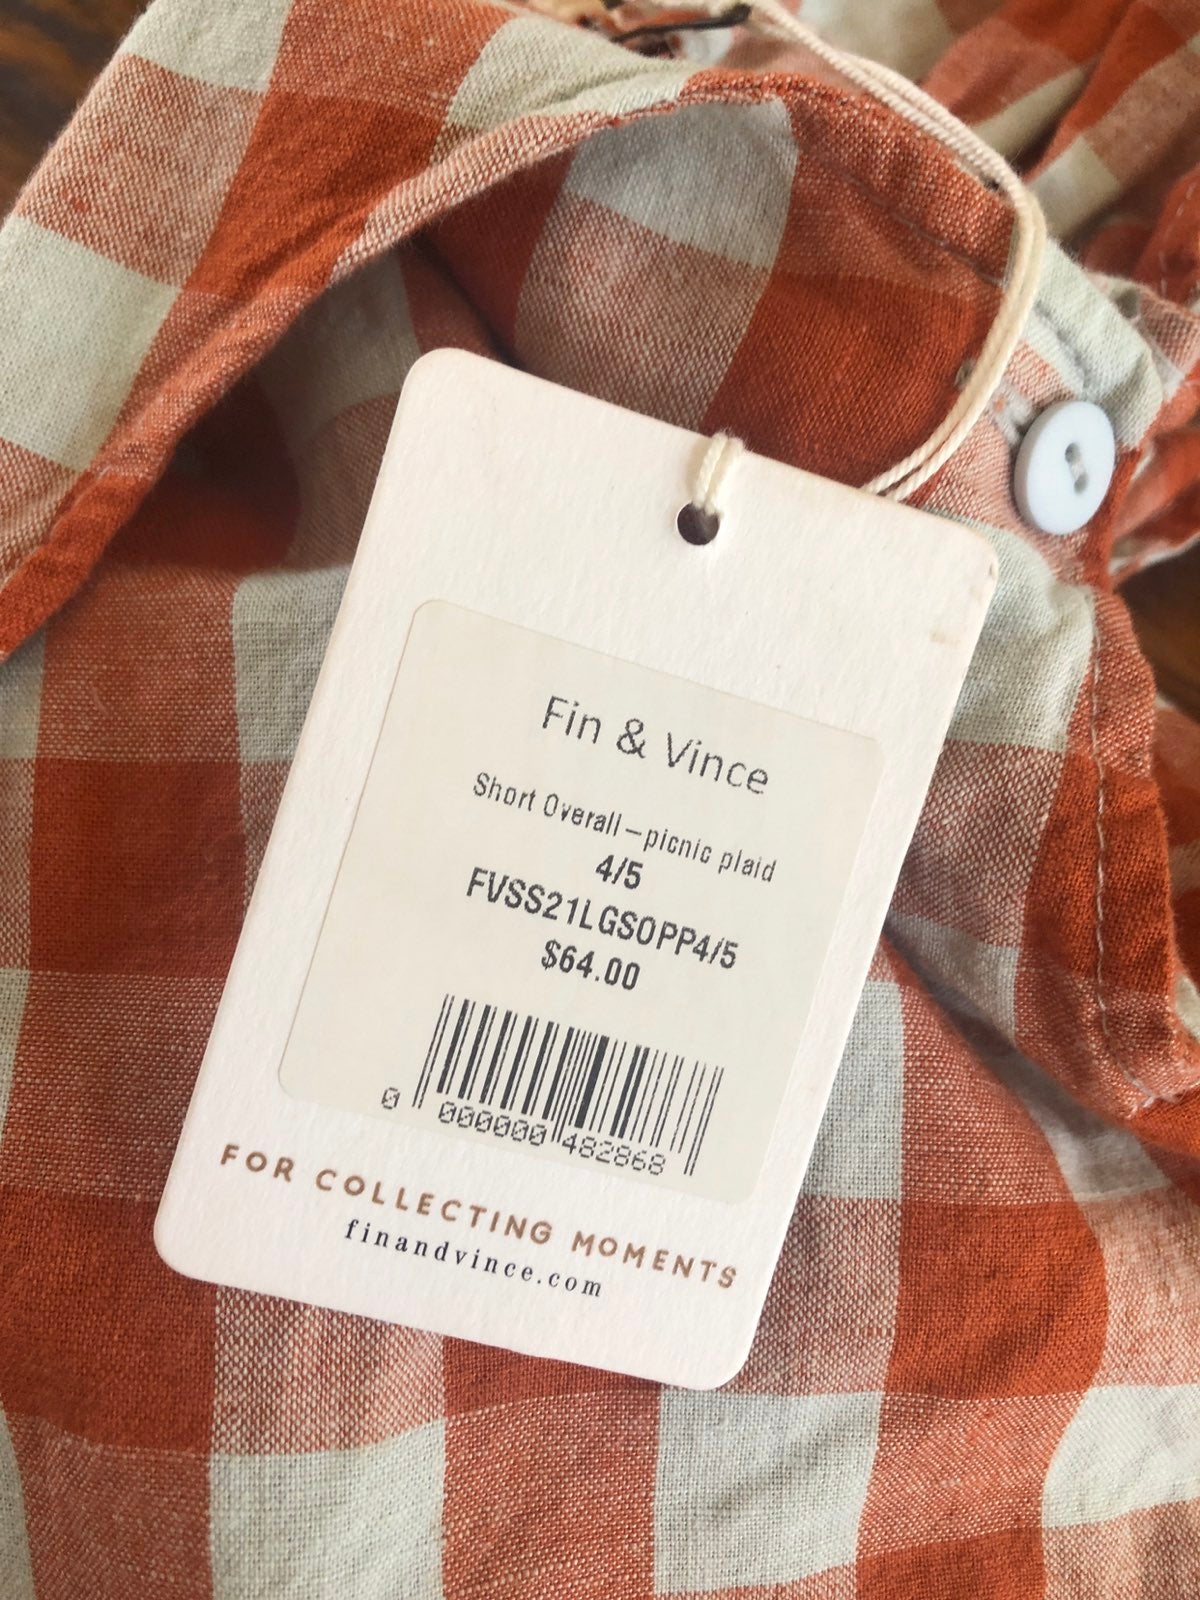 Fin & Vince
Short Overall – picnic plaid
4/5
FVSS21LGSOPP4/5
$64.00
0 000000 482868
FOR COLLECTING MOMENTS
finandvince.com